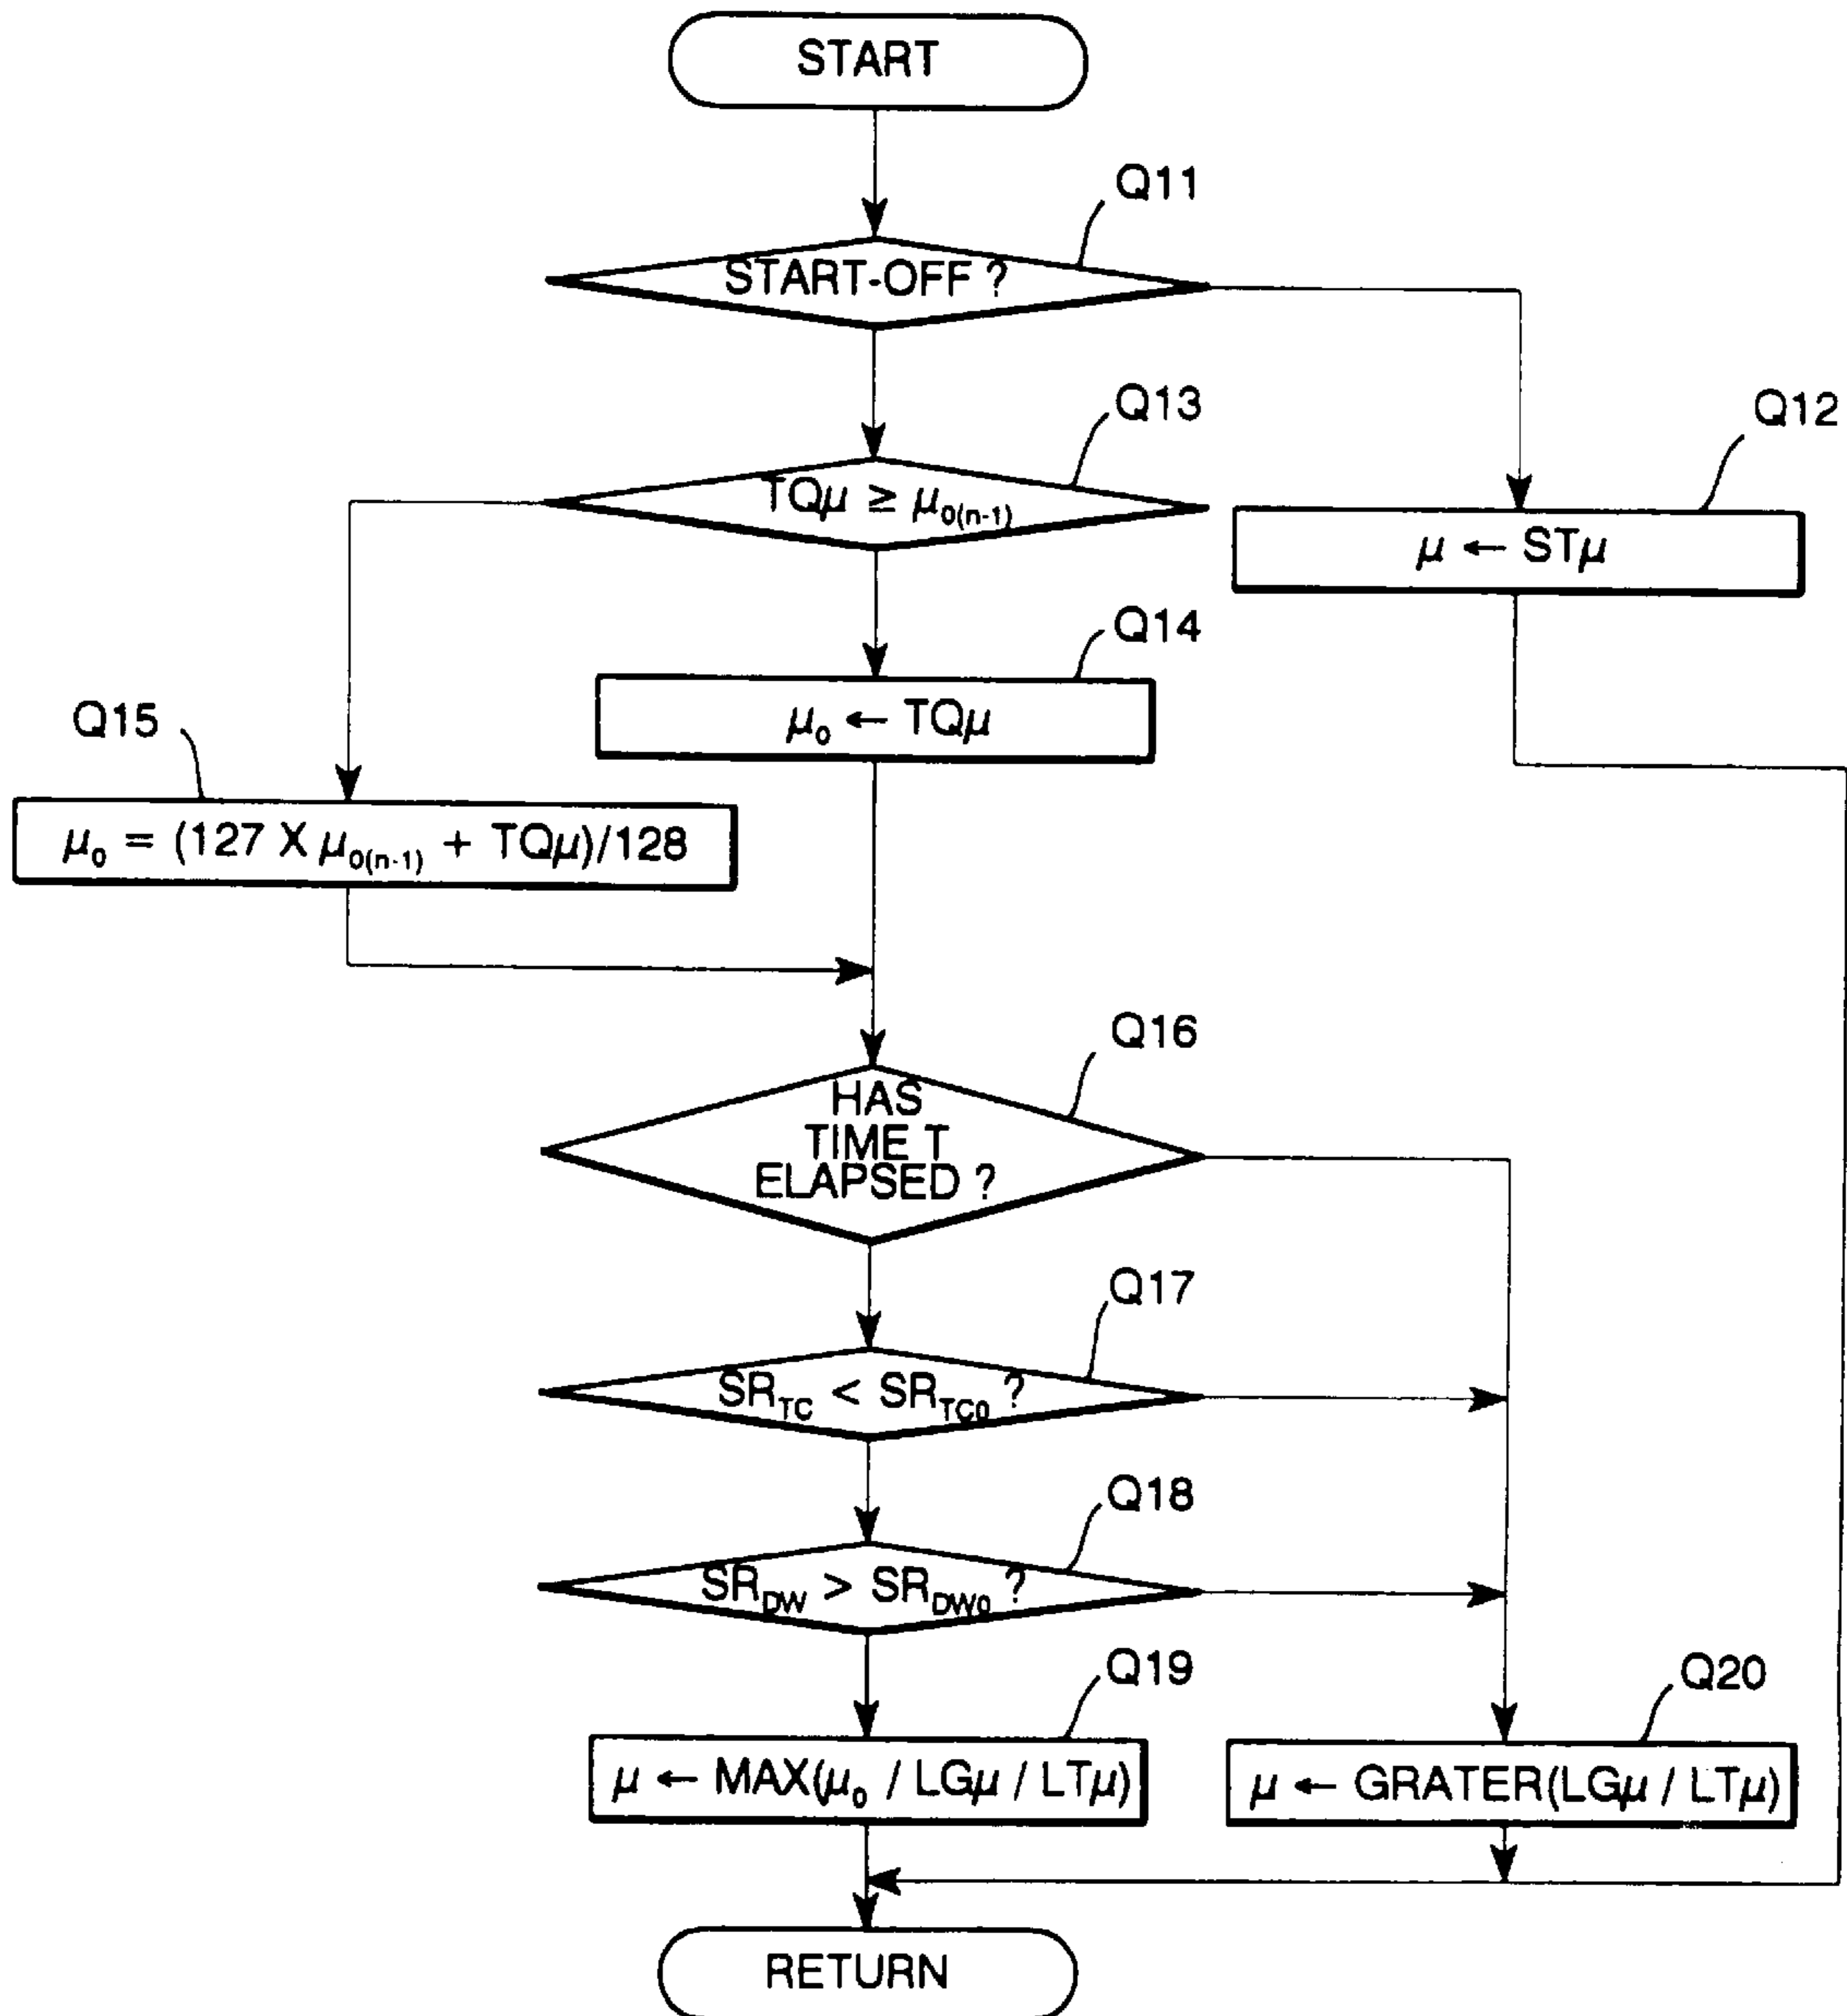 START
Q11
START-OFF ?
Q13
Q12
TQμ ≥ μ0(n-1)
μ ← STμ
Q14
Q15
μ0 ← TQμ
μ0 = (127 X μ0(n-1) + TQμ)/128
Q16
HAS
TIME T
ELAPSED ?
Q17
SRTC < SRTC0 ?
Q18
SRDW > SRDW0 ?
Q19
Q20
μ ← MAX(μ0 / LGμ / LTμ)
μ ← GRATER(LGμ / LTμ)
RETURN